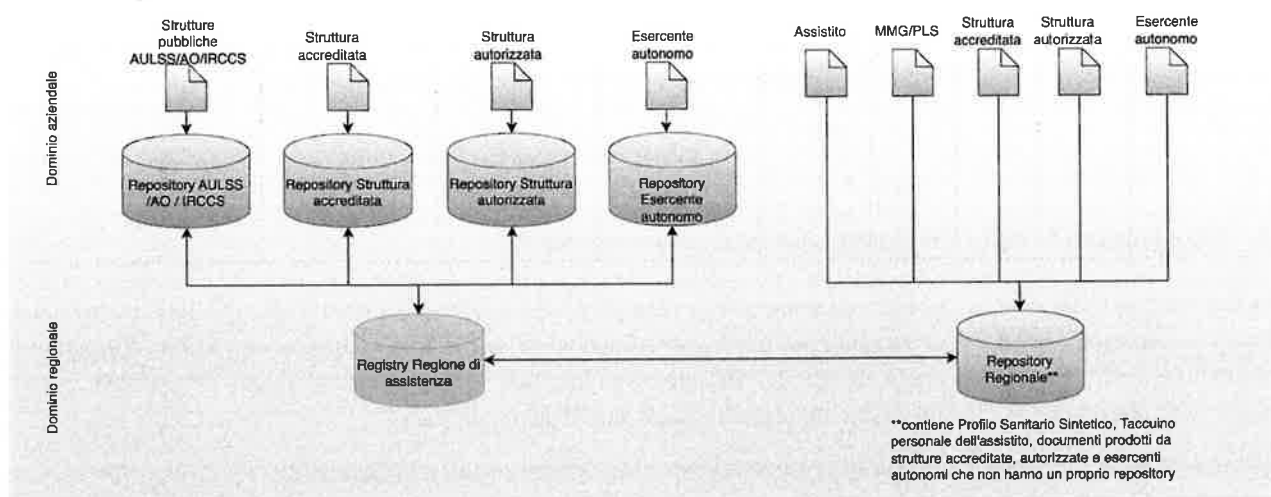 Strutture
pubbliche
AULSS/AO/IRCCS
Struttura
accreditata
Struttura
autorizzata
Esercente
autonomo
Assistito
MMG/PLS
Struttura
accreditata
Struttura
autorizzata
Esercente
autonomo
Dominio aziendale
Repository AULSS
/AO / IRCCS
Repository Struttura
accreditata
Repository Struttura
autorizzata
Repository
Esercente
autonomo
Dominio regionale
Registry Regione di
assistenza
Repository
Regionale**
**contiene Profilo Sanitario Sintetico, Taccuino
personale dell'assistito, documenti prodotti da
strutture accreditata, autorizzate e esercenti
autonomi che non hanno un proprio repository